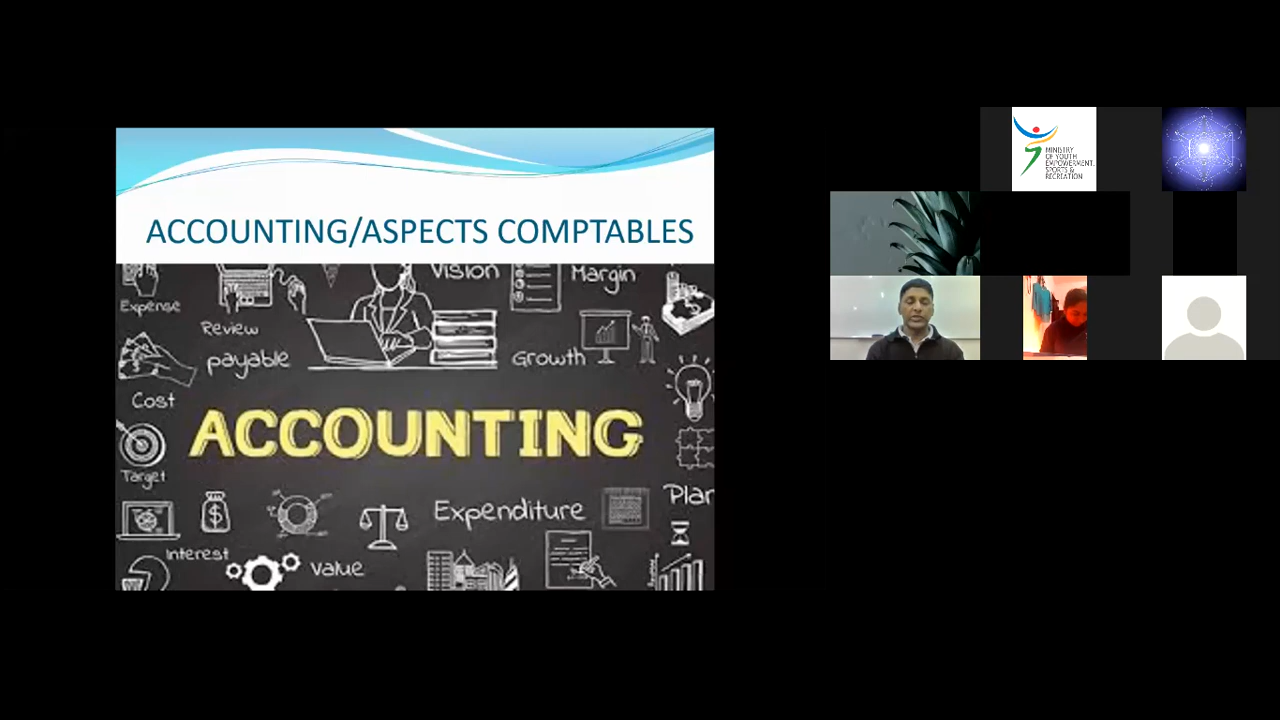 ACCOUNTING/ASPECTS COMPTABLES
Vision
Margin
Expense
Review
payable
Growth
Cost
ACCOUNTING
Target
Expenditure
Plan
Interest
value
MINISTRY
OF YOUTH
EMPOWERMENT,
SPORTS &
RECREATION